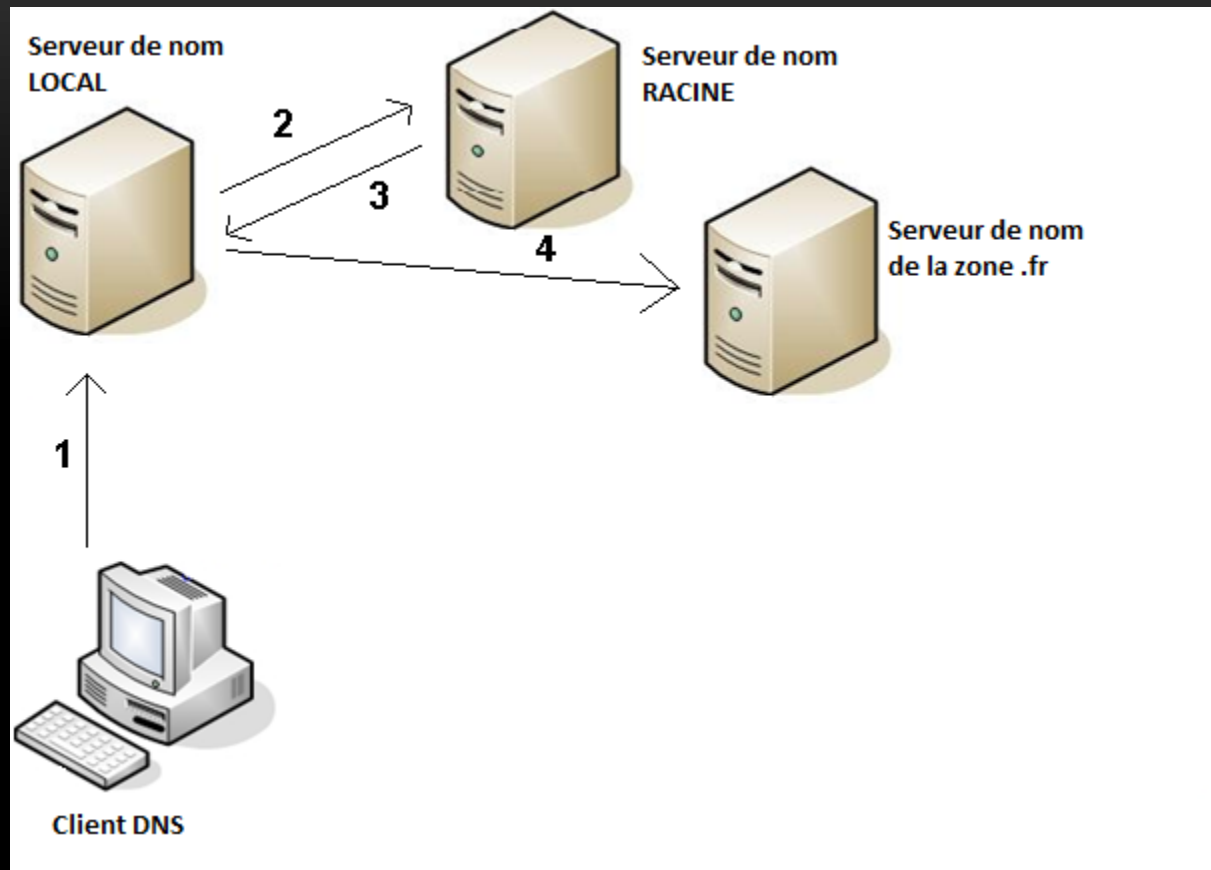 Serveur de nom
LOCAL
Serveur de nom
RACINE
2
3
4
Serveur de nom
de la zone .fr
1
Client DNS